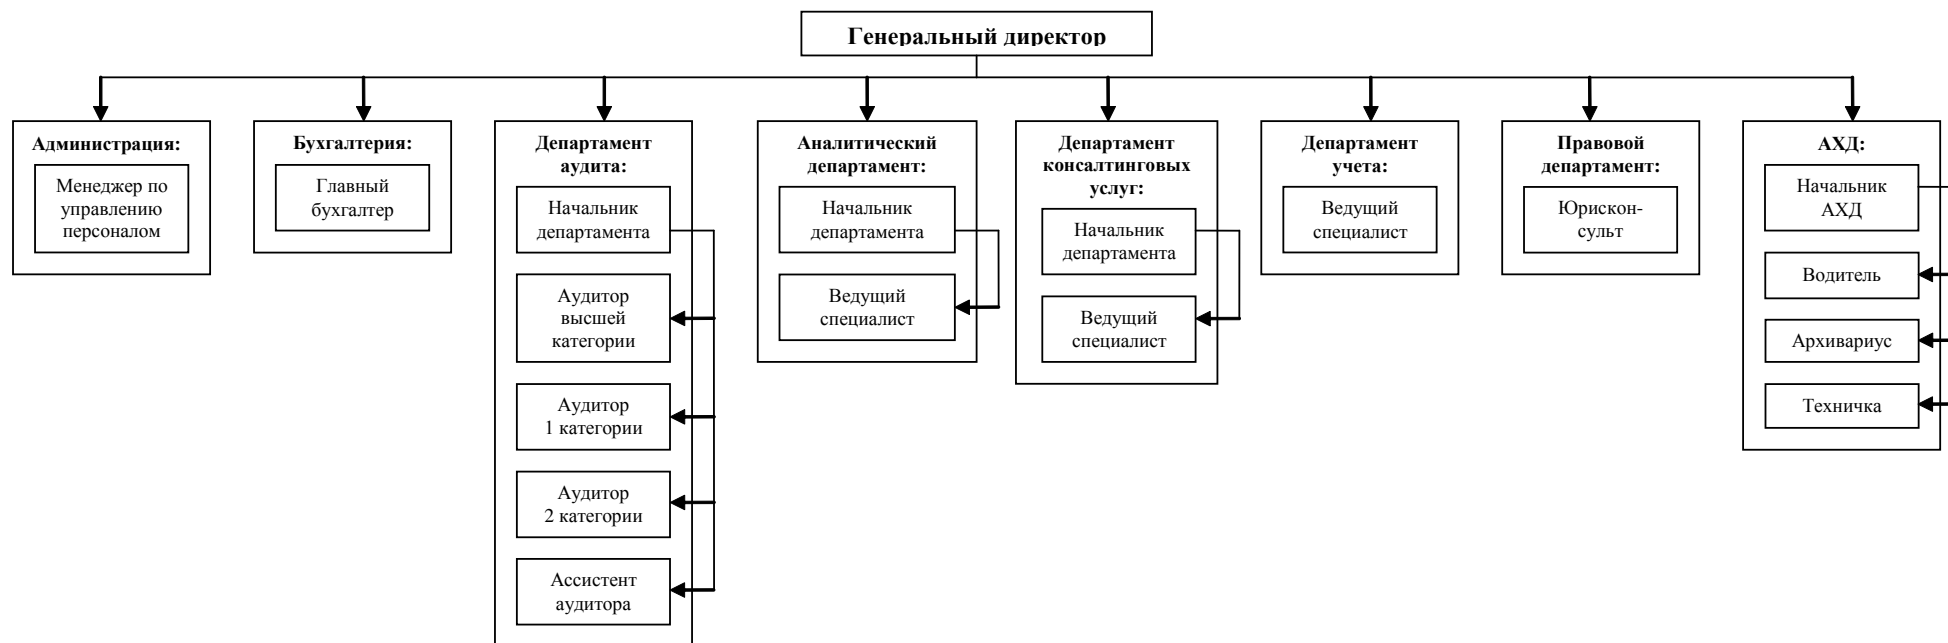 Генеральный директор
Администрация:
Менеджер по
управлению
персоналом
Бухгалтерия:
Главный
бухгалтер
Департамент
аудита:
Начальник
департамента
Аудитор
высшей
категории
Аудитор
1 категории
Аудитор
2 категории
Ассистент
аудитора
Аналитический
департамент:
Начальник
департамента
Ведущий
специалист
Департамент
консалтинговых
услуг:
Начальник
департамента
Ведущий
специалист
Департамент
учета:
Ведущий
специалист
Правовой
департамент:
Юрискон-
сульт
АХД:
Начальник
АХД
Водитель
Архивариус
Техничка